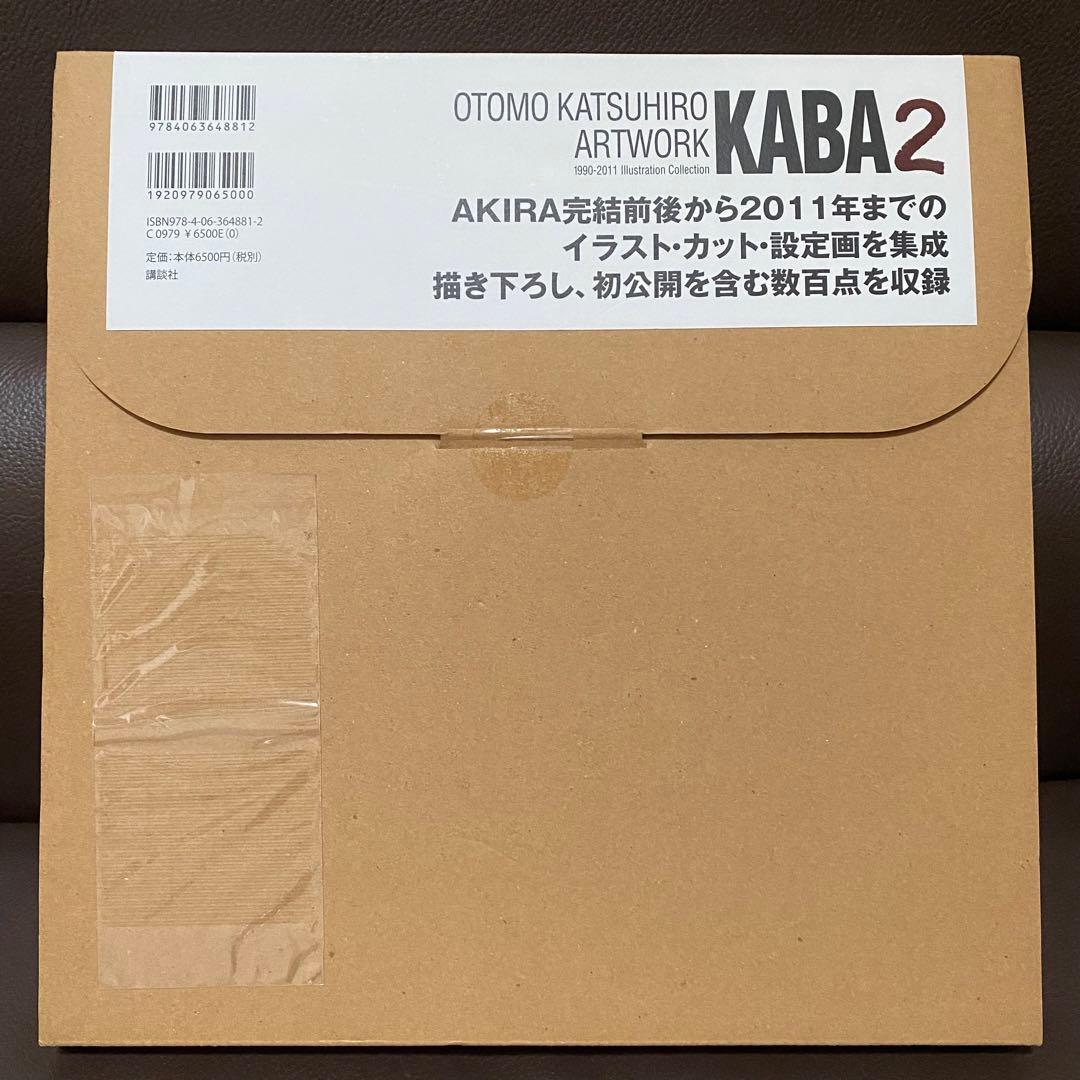 9784063648812
1920979065000
ISBN978-4-06-364881-2
C0979 ¥6500E(0)
定価:本体6500円(税別)
講談社
OTOMO KATSUHIRO
ARTWORK
KABA2
1990-2011 Illustration Collection
AKIRA完結前後から2011年までの
イラスト・カット・設定画を集成
描き下ろし、初公開を含む数百点を収録